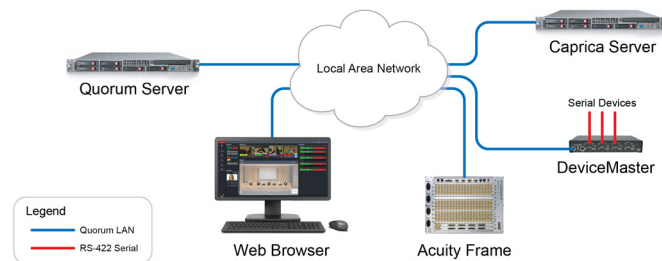 Caprica Server
Local Area Network
Quorum Server
Serial Devices
DeviceMaster
Legend
Quorum LAN
RS-422 Serial
Web Browser
Acuity Frame